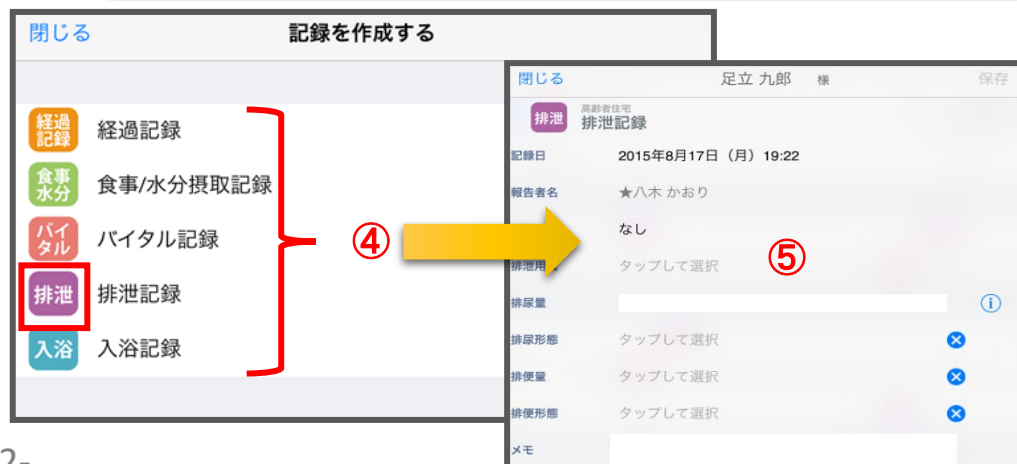 閉じる 記録を作成する
経過記録 経過記録
食事水分 食事/水分摂取記録
バイタル バイタル記録
排泄 排泄記録
入浴 入浴記録
④
閉じる 足立 九郎 様 保存
排泄 高齢者住宅
排泄記録
記録日 2015年8月17日（月）19:22
報告者名 ★八木 かおり
なし
⑤
排泄用 タップして選択
排尿量
排尿形態 タップして選択
排便量 タップして選択
排便形態 タップして選択
メモ
2-